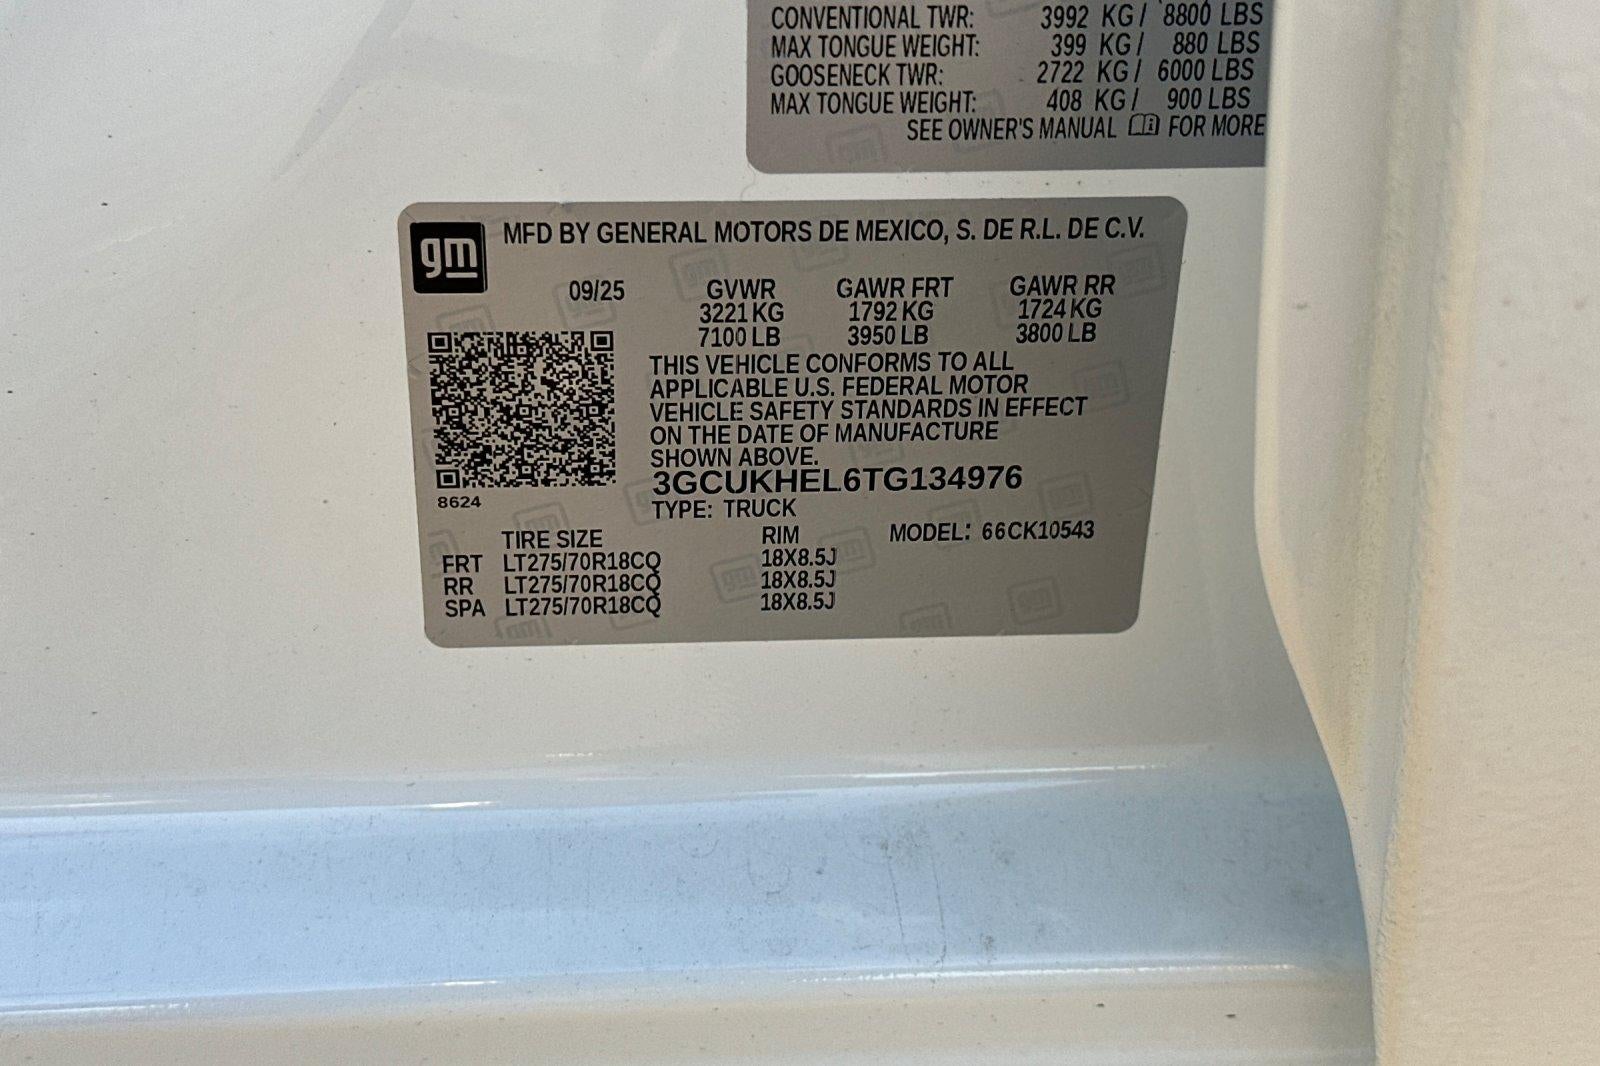 CONVENTIONAL TWR: 3992 KG/ 8800 LBS
MAX TONGUE WEIGHT: 399 KG/ 880 LBS
GOOSENECK TWR: 2722 KG/ 6000 LBS
MAX TONGUE WEIGHT: 408 KG/ 900 LBS
SEE OWNER'S MANUAL FOR MORE
gm MFD BY GENERAL MOTORS DE MEXICO, S. DE R.L. DE C.V.
09/25 GVWR GAWR FRT GAWR RR
3221 KG 1792 KG 1724 KG
7100 LB 3950 LB 3800 LB
THIS VEHICLE CONFORMS TO ALL
APPLICABLE U.S. FEDERAL MOTOR
VEHICLE SAFETY STANDARDS IN EFFECT
ON THE DATE OF MANUFACTURE
SHOWN ABOVE.
3GCUKHEL6TG134976
8624
TYPE: TRUCK
TIRE SIZE RIM MODEL: 66CK10543
FRT LT275/70R18CQ 18X8.5J
RR LT275/70R18CQ 18X8.5J
SPA LT275/70R18CQ 18X8.5J